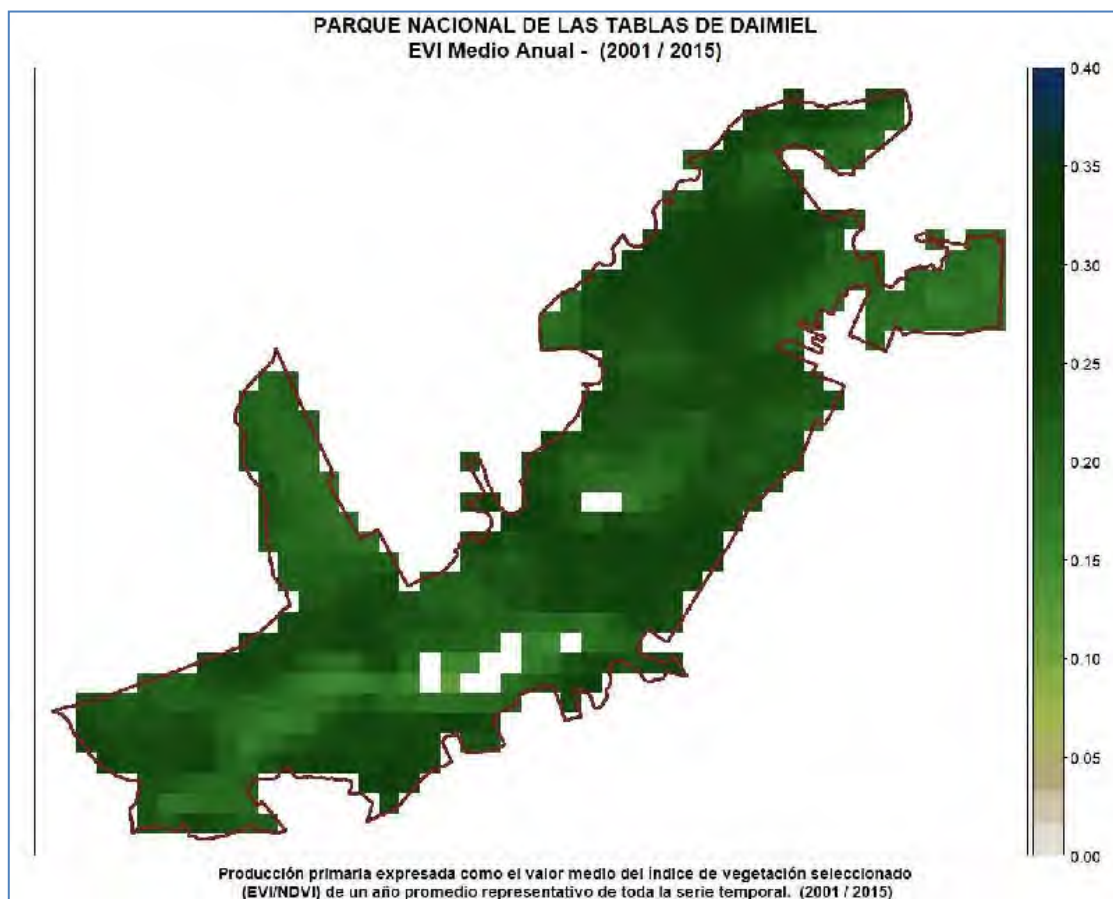 PARQUE NACIONAL DE LAS TABLAS DE DAIMIEL
EVI Medio Anual - (2001 / 2015)
0.40
0.35
0.30
0.25
0.20
0.15
0.10
0.05
0.00
Producción primaria expresada como el valor medio del índice de vegetación seleccionado
(EVI/NDVI) de un año promedio representativo de toda la serie temporal. (2001 / 2015)